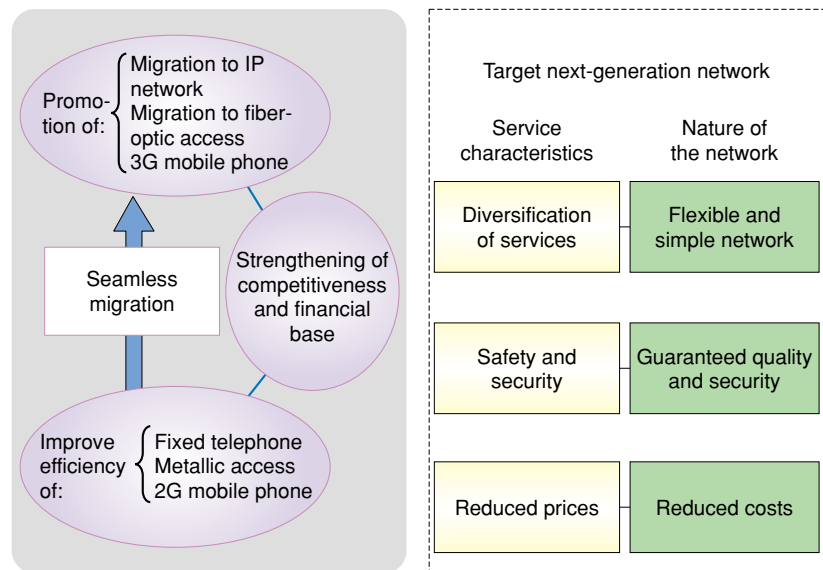 Promo-
tion of:
Migration to IP
network
Migration to fiber-
optic access
3G mobile phone
Seamless
migration
Strengthening of
competitiveness
and financial
base
Improve
efficiency
of:
Fixed telephone
Metallic access
2G mobile phone
Target next-generation network
Service
characteristics
Nature of
the network
Diversification
of services
Flexible and
simple network
Safety and
security
Guaranteed quality
and security
Reduced prices
Reduced costs